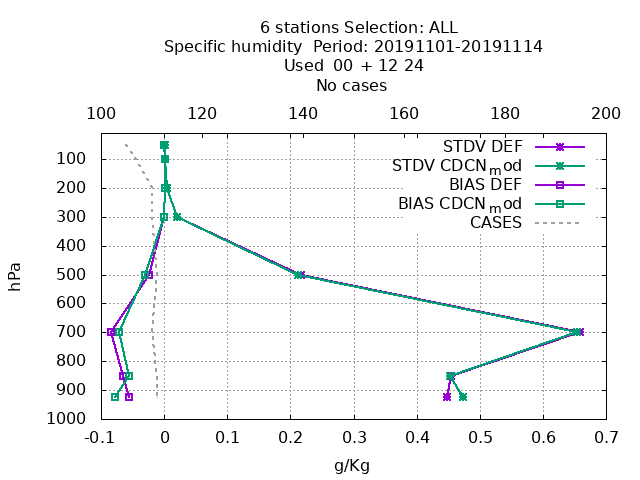 6 stations Selection: ALL
Specific humidity  Period: 20191101-20191114
Used  00 + 12 24
No cases
100 120 140 160 180 200
STDV DEF
STDV CDCN_mod
BIAS DEF
BIAS CDCN_mod
CASES
100
200
300
400
500
600
700
800
900
1000
hPa
-0.1 0 0.1 0.2 0.3 0.4 0.5 0.6 0.7
g/Kg